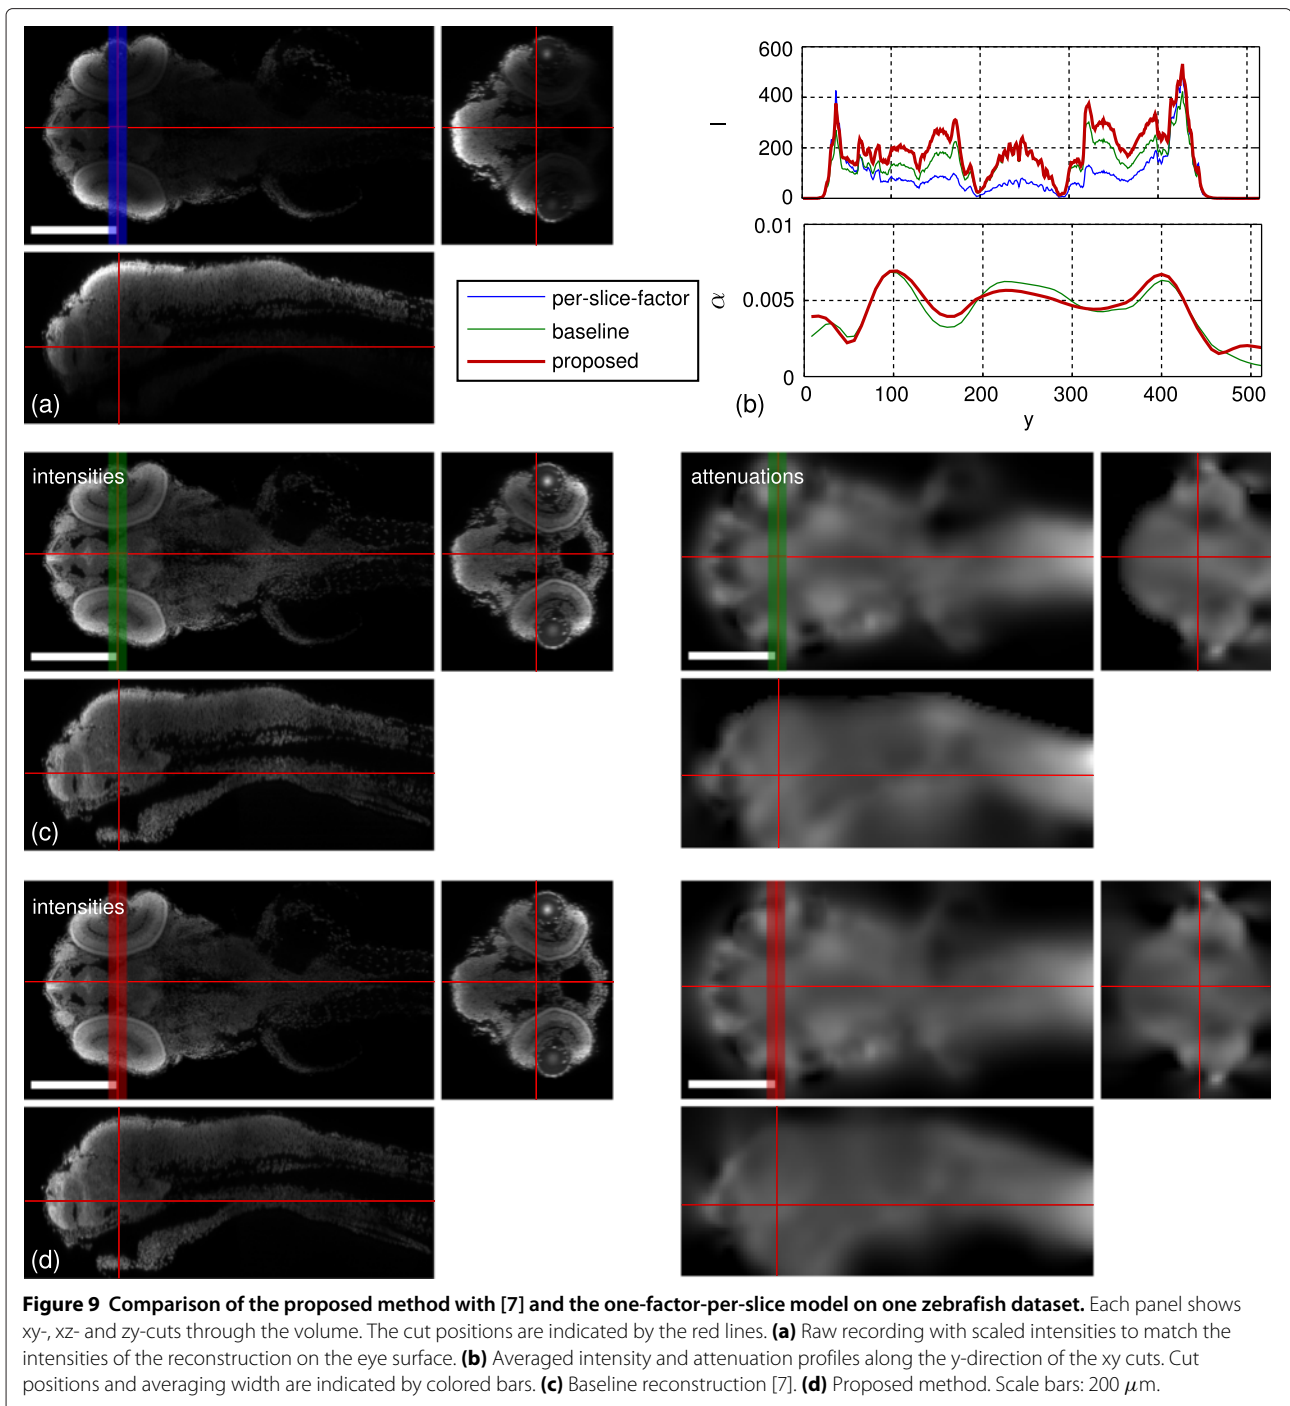 (a)
per-slice-factor
baseline
proposed
600
400
200
0
I
0.01
0.005
0
α
0 100 200 300 400 500
y
(b)
intensities
attenuations
(c)
intensities
(d)
Figure 9 Comparison of the proposed method with [7] and the one-factor-per-slice model on one zebrafish dataset. Each panel shows
xy-, xz- and zy-cuts through the volume. The cut positions are indicated by the red lines. (a) Raw recording with scaled intensities to match the
intensities of the reconstruction on the eye surface. (b) Averaged intensity and attenuation profiles along the y-direction of the xy cuts. Cut
positions and averaging width are indicated by colored bars. (c) Baseline reconstruction [7]. (d) Proposed method. Scale bars: 200 μm.